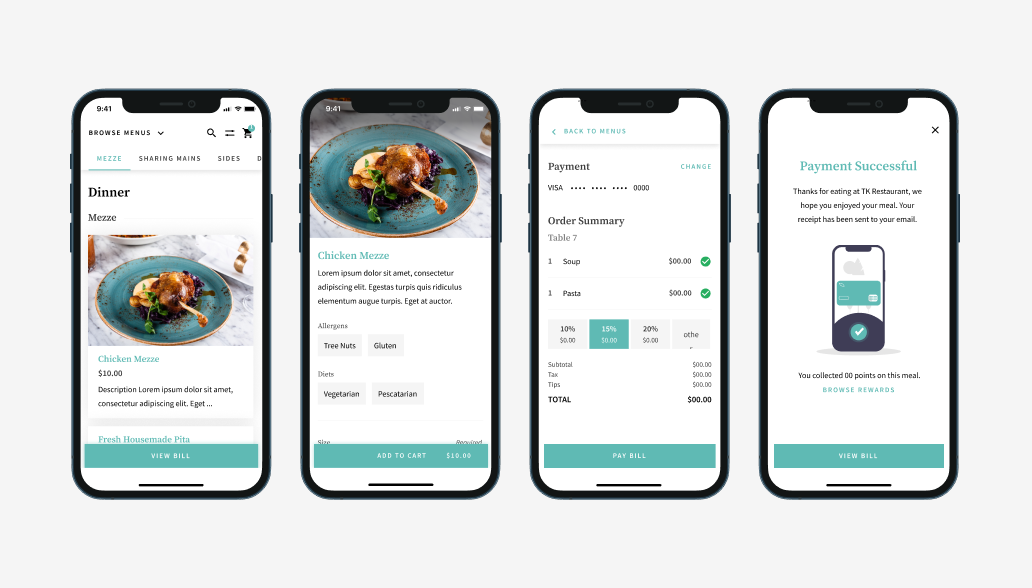 9:41
BROWSE MENUS
MEZZE SHARING MAINS SIDES D
Dinner
Mezze
Chicken Mezze
$10.00
Description Lorem ipsum dolor sit amet,
consectetur adipiscing elit. Eget ...
Fresh Housemade Pita
VIEW BILL
9:41
Chicken Mezze
Lorem ipsum dolor sit amet, consectetur
adipiscing elit. Egestas turpis quis ridiculus
elementum augue turpis. Eget at auctor.
Allergens
Tree Nuts Gluten
Diets
Vegetarian Pescatarian
Size Required
ADD TO CART $10.00
BACK TO MENUS
Payment CHANGE
VISA •••• •••• •••• 0000
Order Summary
Table 7
1 Soup $00.00
1 Pasta $00.00
10% 15% 20% othe
$0.00 $0.00 $0.00 r
Subtotal $00.00
Tax $00.00
Tips $00.00
TOTAL $00.00
PAY BILL
Payment Successful
Thanks for eating at TK Restaurant, we
hope you enjoyed your meal. Your
receipt has been sent to your email.
You collected 00 points on this meal.
BROWSE REWARDS
VIEW BILL